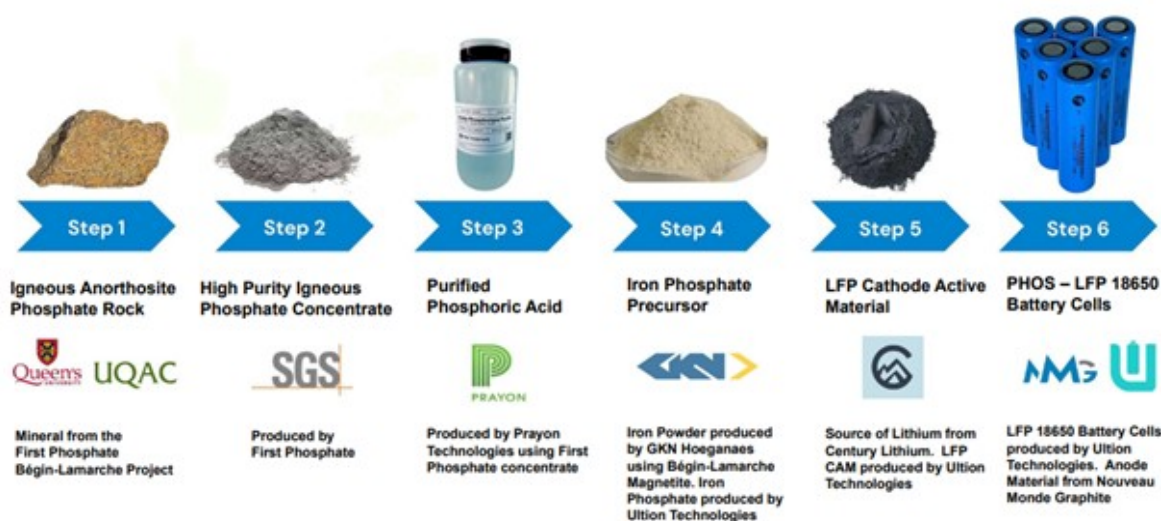 Step 1
Step 2
Step 3
Step 4
Step 5
Step 6
Igneous Anorthosite
Phosphate Rock
High Purity Igneous
Phosphate Concentrate
Purified
Phosphoric Acid
Iron Phosphate
Precursor
LFP Cathode Active
Material
PHOS – LFP 18650
Battery Cells
Queen's
UNIVERSITY
UQAC
SGS
PRAYON
GKN
NMG
Mineral from the
First Phosphate
Bégin-Lamarche Project
Produced by
First Phosphate
Produced by Prayon
Technologies using First
Phosphate concentrate
Iron Powder produced
by GKN Hoeganaes
using Bégin-Lamarche
Magnetite. Iron
Phosphate produced by
Ultion Technologies
Source of Lithium from
Century Lithium. LFP
CAM produced by Ultion
Technologies
LFP 18650 Battery Cells
produced by Ultion
Technologies. Anode
Material from Nouveau
Monde Graphite